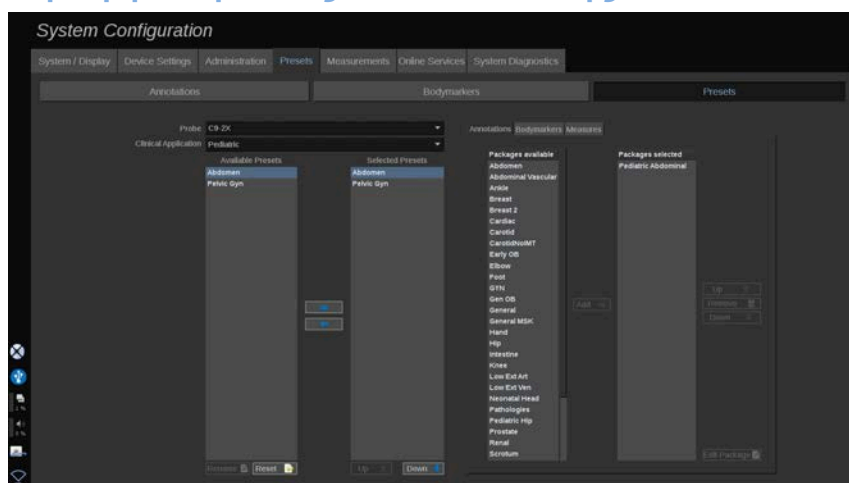 System Configuration
System / Display Device Settings Administration Presets Measurements Online Services System Diagnostics
Annotations Bodymarkers Presets
Probe C9-2X
Clinical Application Pediatric
Annotations Bodymarkers Measures
Available Presets Selected Presets
Abdomen
Pelvic Gyn
Abdomen
Pelvic Gyn
Packages available
Abdomen
Abdominal Vascular
Ankle
Breast
Breast 2
Cardiac
Carotid
CarotidNoIMT
Early OB
Elbow
Foot
GTN
Gen OB
General
General MSK
Hand
Hip
Intestine
Knee
Low Ext Art
Low Ext Ven
Neonatal Head
Pathologies
Pediatric Hip
Prostate
Renal
Scrotum
Add
Packages selected
Pediatric Abdominal
Up
Remove
Down
Rename Reset Up Down
Edit Package